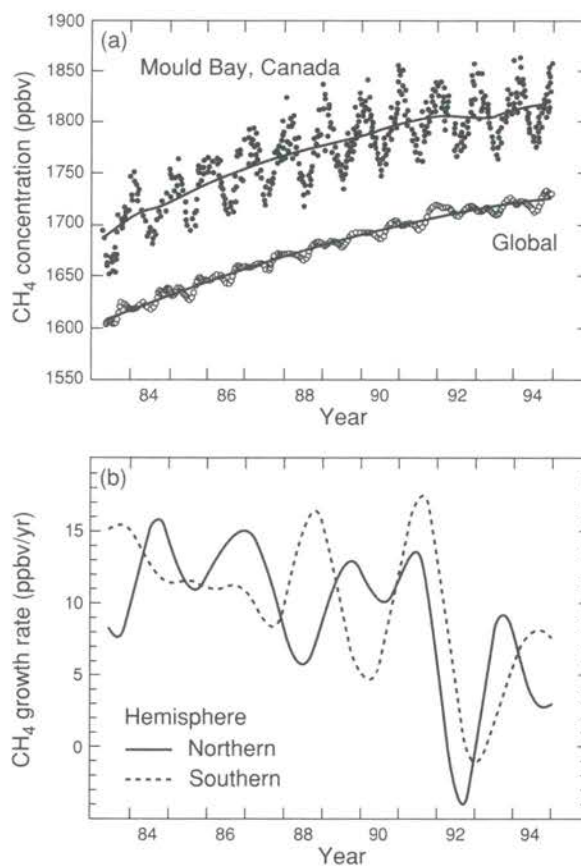 (a)
Mould Bay, Canada
Global
CH₄ concentration (ppbv)
1900
1850
1800
1750
1700
1650
1600
1550
84 86 88 90 92 94
Year
(b)
CH₄ growth rate (ppbv/yr)
15
10
5
0
Hemisphere
Northern
Southern
84 86 88 90 92 94
Year